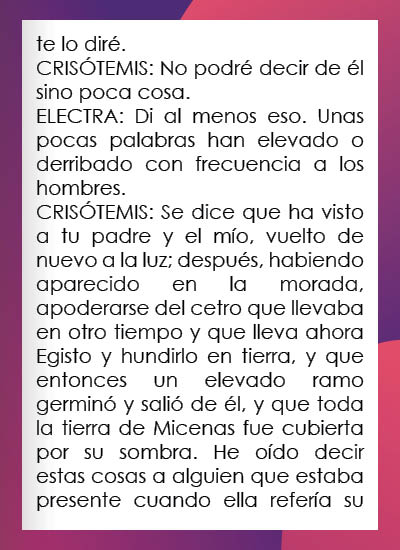 te lo diré.
CRISÓTEMIS: No podré decir de él
sino poca cosa.
ELECTRA: Di al menos eso. Unas
pocas palabras han elevado o
derribado con frecuencia a los
hombres.
CRISÓTEMIS: Se dice que ha visto
a tu padre y el mío, vuelto de
nuevo a la luz; después, habiendo
aparecido en la morada,
apoderarse del cetro que llevaba
en otro tiempo y que lleva ahora
Egisto y hundirlo en tierra, y que
entonces un elevado ramo
germinó y salió de él, y que toda
la tierra de Micenas fue cubierta
por su sombra. He oído decir
estas cosas a alguien que estaba
presente cuando ella refería su